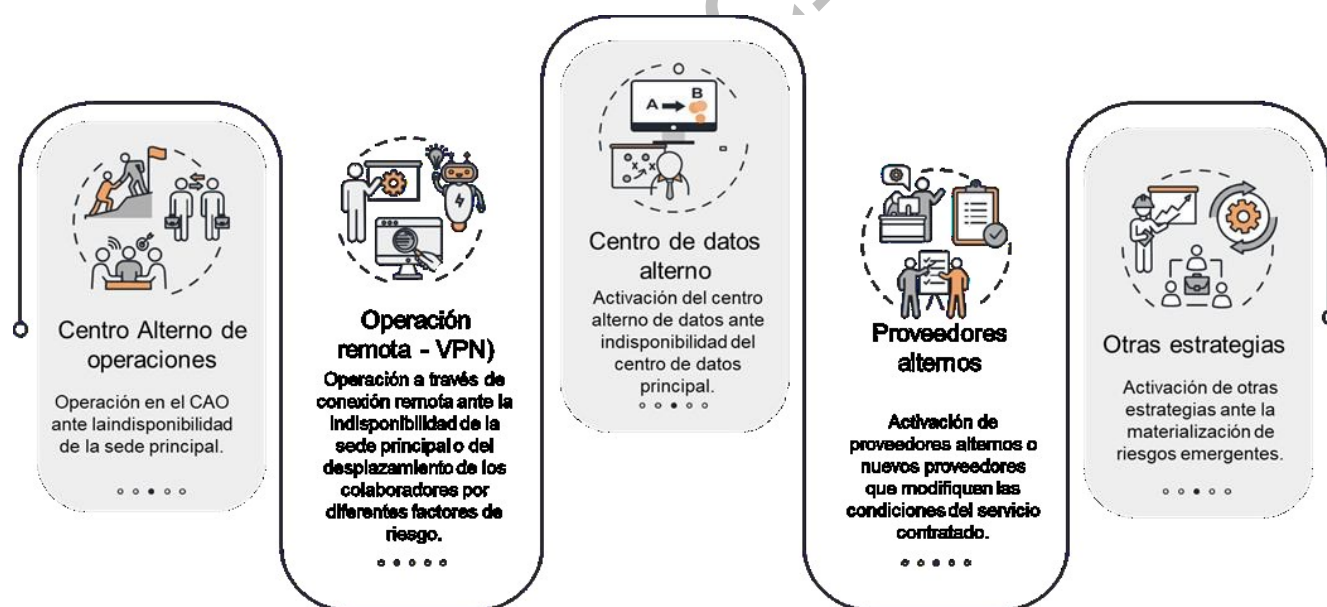 Centro Alterno de
operaciones
Operación en el CAO
ante laindisponibilidad
de la sede principal.
Operación
remota - VPN)
Operación a través de
conexión remota ante la
indisponibilidad de la
sede principal o del
desplazamiento de los
colaboradores por
diferentes factores de
riesgo.
A
B
Centro de datos
alterno
Activación del centro
alterno de datos ante
indisponibilidad del
centro de datos
principal.
Proveedores
alternos
Activación de
proveedores alternos o
nuevos proveedores
que modifiquen las
condiciones del servicio
contratado.
Otras estrategias
Activación de otras
estrategias ante la
materialización de
riesgos emergentes.